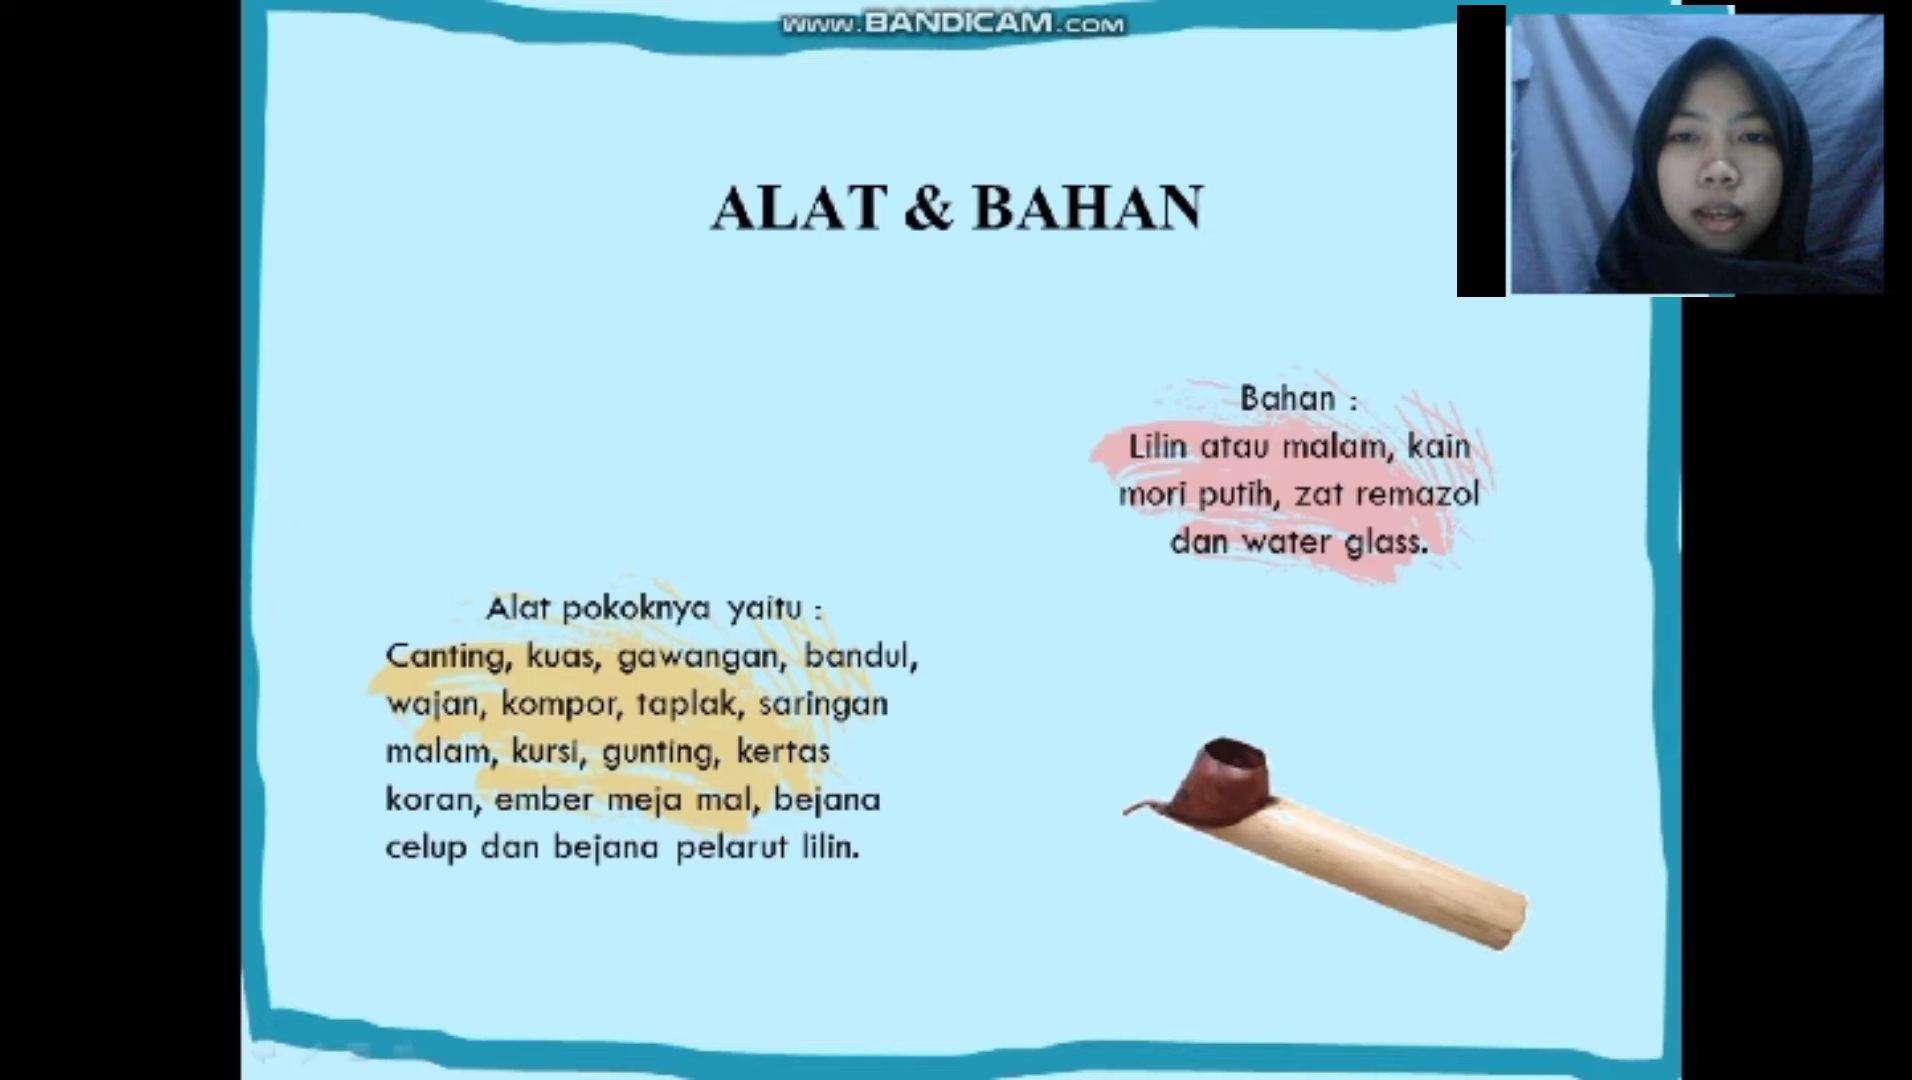 www.BANDICAM.COM
ALAT & BAHAN
Bahan :
Lilin atau malam, kain
mori putih, zat remazol
dan water glass.
Alat pokoknya yaitu :
Canting, kuas, gawangan, bandul,
wajan, kompor, taplak, saringan
malam, kursi, gunting, kertas
koran, ember meja mal, bejana
celup dan bejana pelarut lilin.